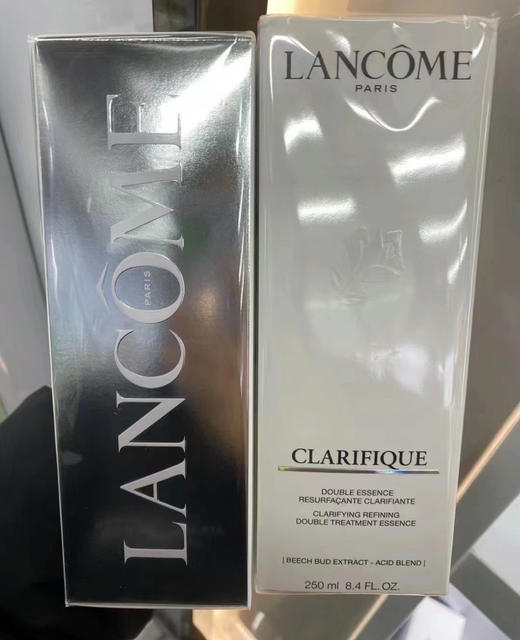 LANCÔME
PARIS
LANCÔME
PARIS
CLARIFIQUE
DOUBLE ESSENCE
RESURFAÇANTE CLARIFIANTE
CLARIFYING REFINING
DOUBLE TREATMENT ESSENCE
| BEECH BUD EXTRACT - ACID BLEND |
250 ml 8.4 FL.OZ.